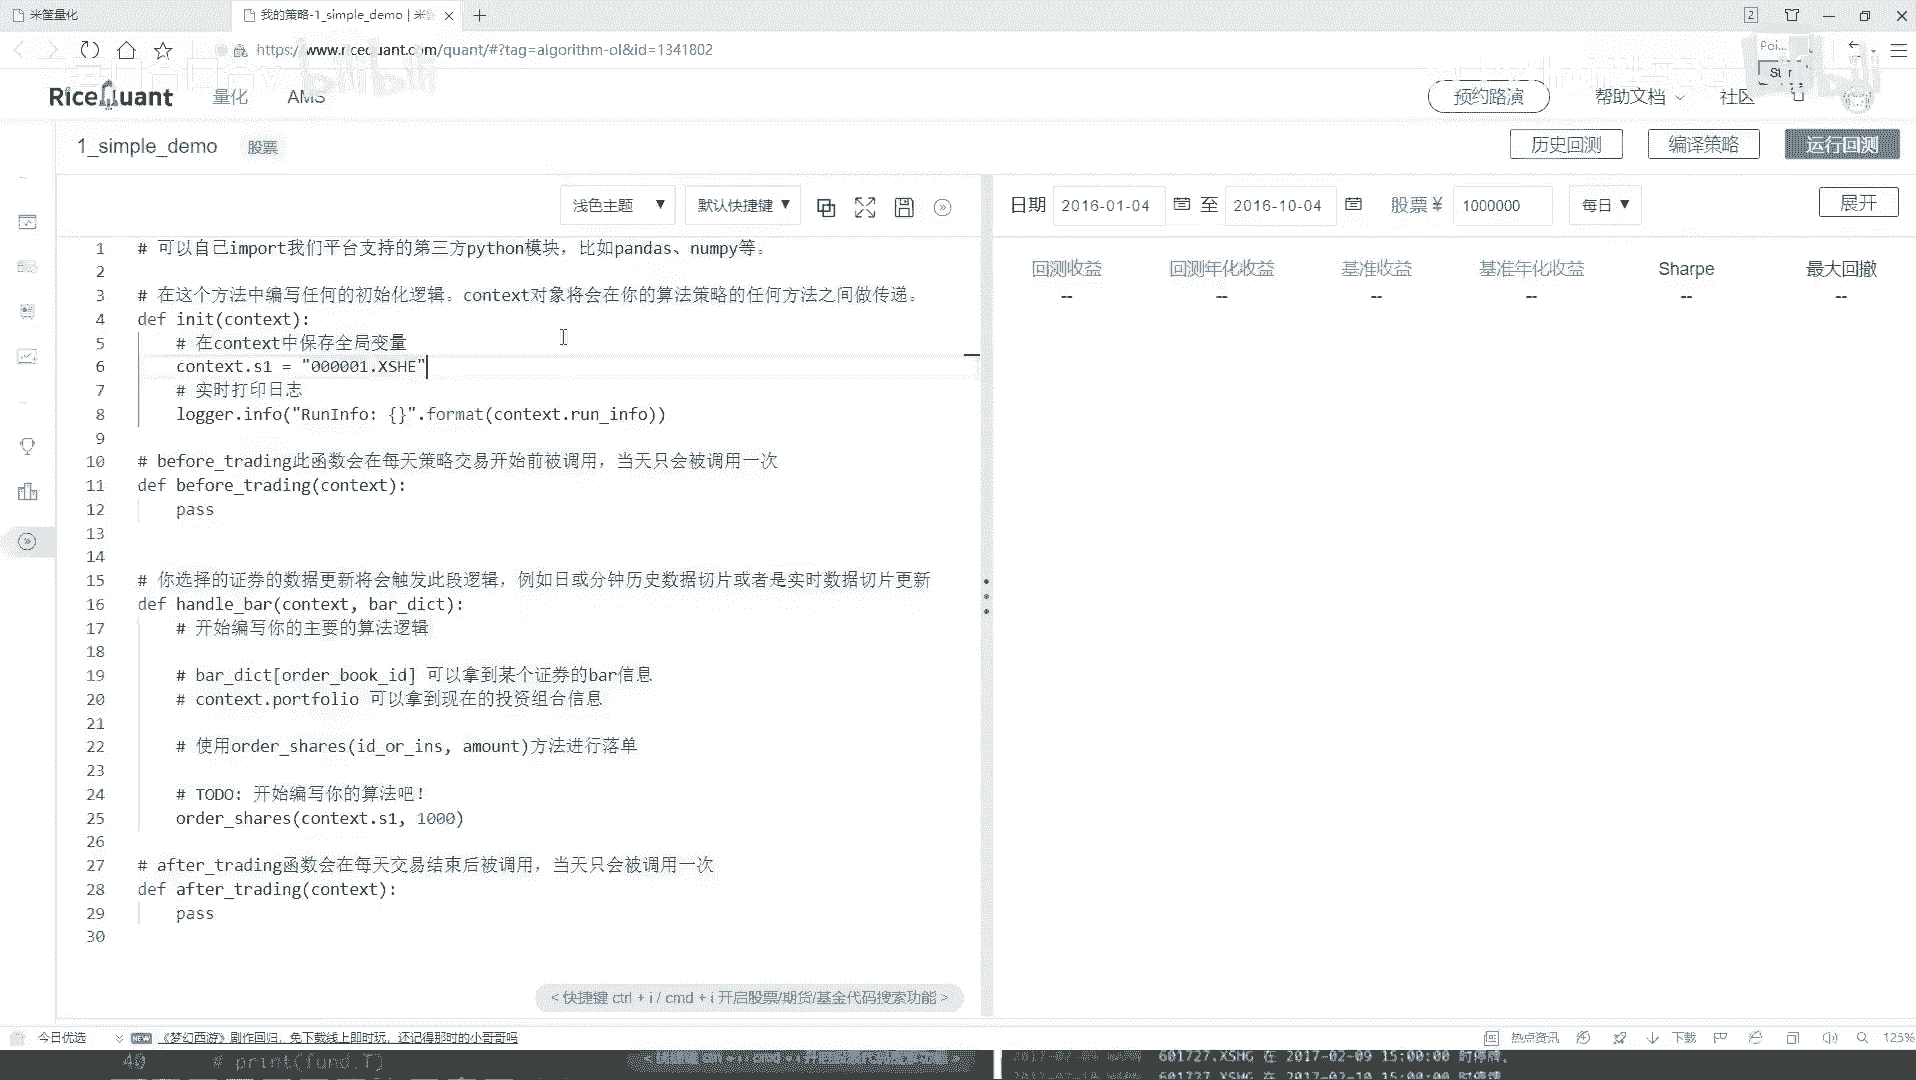 米筐量化
我的策略-1_simple_demo | 米
2
https://www.ricequant.com/quant/#?tag=algorithm-ol&id=1341802
Poi...
RiceQuant 量化 AMS 预约路演 帮助文档 社区
1_simple_demo 股票 历史回测 编译策略 运行回测
浅色主题 ▼ 默认快捷键 ▼
日期 2016-01-04 至 2016-10-04 股票 ¥ 1000000 每日 ▼ 展开
回测收益 回测年化收益 基准收益 基准年化收益 Sharpe 最大回撤
-- -- -- -- -- --
1 # 可以自己import我们平台支持的第三方python模块，比如pandas、numpy等。
2
3 # 在这个方法中编写任何的初始化逻辑。context对象将会在你的算法策略的任何方法之间做传递。
4 def init(context):
5 # 在context中保存全局变量
6 context.s1 = "000001.XSHE"
7 # 实时打印日志
8 logger.info("RunInfo: {}".format(context.run_info))
9
10 # before_trading此函数会在每天策略交易开始前被调用，当天只会被调用一次
11 def before_trading(context):
12 pass
13
14
15 # 你选择的证券的数据更新将会触发此段逻辑，例如日或分钟历史数据切片或者是实时数据切片更新
16 def handle_bar(context, bar_dict):
17 # 开始编写你的主要的算法逻辑
18
19 # bar_dict[order_book_id] 可以拿到某个证券的bar信息
20 # context.portfolio 可以拿到现在的投资组合信息
21
22 # 使用order_shares(id_or_ins, amount)方法进行落单
23
24 # TODO: 开始编写你的算法吧！
25 order_shares(context.s1, 1000)
26
27 # after_trading函数会在每天交易结束后被调用，当天只会被调用一次
28 def after_trading(context):
29 pass
30
< 快捷键 ctrl + i / cmd + i 开启股票/期货/基金代码搜索功能 >
今日优选 NEW 《梦幻西游》剧作回归，免下载线上即时玩，还记得那时的小哥哥吗 热点资讯 下载 125%
40 # print(fund.T)
601727.XSHG 在 2017-02-09 15:00:00 时停牌。
601727.XSHG 在 2017-02-10 15:00:00 时停牌